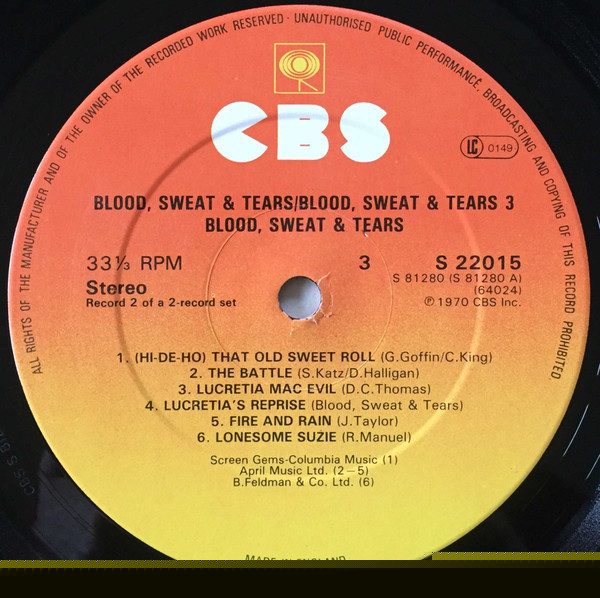 ALL RIGHTS OF THE MANUFACTURER AND OF THE OWNER OF THE RECORDED WORK RESERVED · UNAUTHORISED PUBLIC PERFORMANCE, BROADCASTING AND COPYING OF THIS RECORD PROHIBITED
CBS
LC 0149
BLOOD, SWEAT & TEARS/BLOOD, SWEAT & TEARS 3
BLOOD, SWEAT & TEARS
33⅓ RPM 3 S 22015
S 81280 (S 81280 A)
Stereo (64024)
Record 2 of a 2-record set ℗ 1970 CBS Inc.
1. (HI-DE-HO) THAT OLD SWEET ROLL (G.Goffin/C.King)
2. THE BATTLE (S.Katz/D.Halligan)
3. LUCRETIA MAC EVIL (D.C.Thomas)
4. LUCRETIA'S REPRISE (Blood, Sweat & Tears)
5. FIRE AND RAIN (J.Taylor)
6. LONESOME SUZIE (R.Manuel)
Screen Gems-Columbia Music (1)
April Music Ltd. (2–5)
B.Feldman & Co. Ltd. (6)
MADE IN ENGLAND